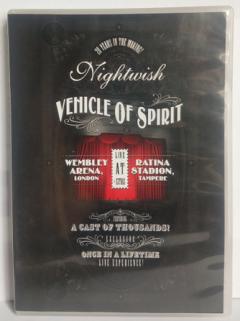 20 YEARS IN THE MAKING!
Nightwish
VEHICLE OF SPIRIT
WEMBLEY
ARENA,
LONDON
LIVE
AT
RATINA
STADION,
TAMPERE
FEATURING
A CAST OF THOUSANDS!
EXCLUSIVE
ONCE IN A LIFETIME
LIVE EXPERIENCE!